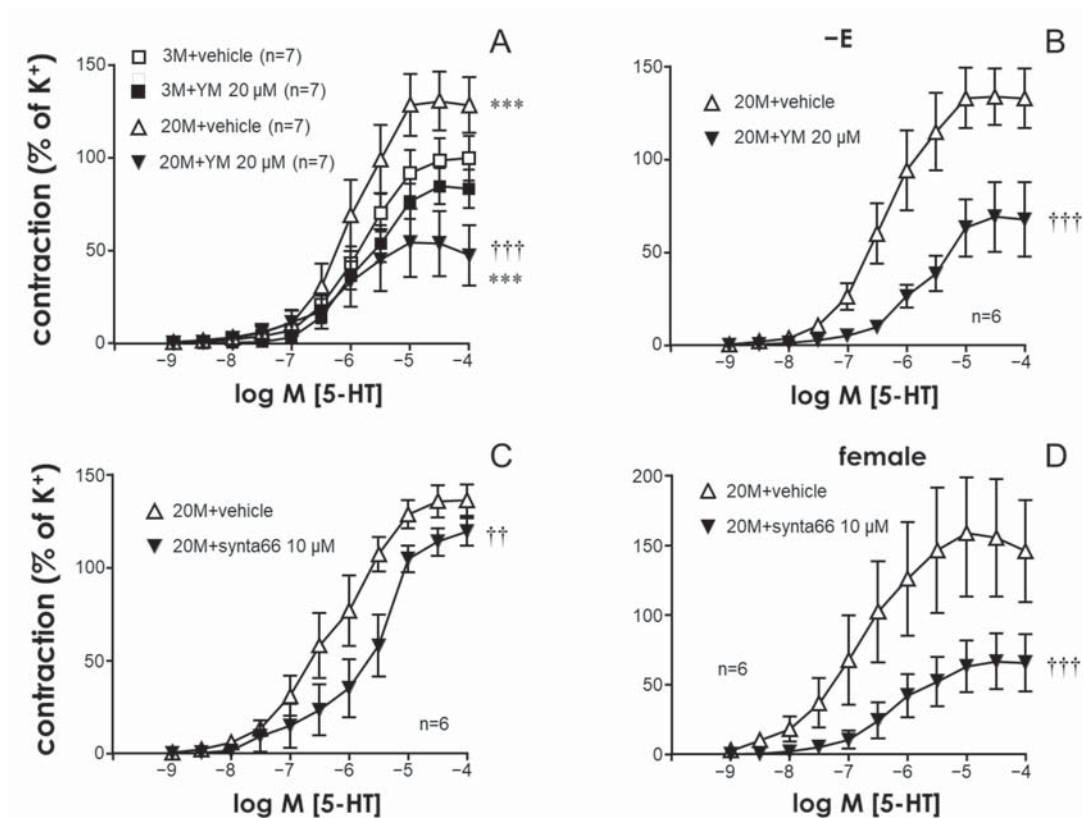 A
3M+vehicle (n=7)
3M+YM 20 µM (n=7)
20M+vehicle (n=7)
20M+YM 20 µM (n=7)
contraction (% of K⁺)
150
100
50
0
***
†††
***
−9 −8 −7 −6 −5 −4
log M [5-HT]
−E
B
20M+vehicle
20M+YM 20 µM
150
100
50
0
†††
n=6
−9 −8 −7 −6 −5 −4
log M [5-HT]
C
20M+vehicle
20M+synta66 10 µM
contraction (% of K⁺)
150
100
50
0
††
n=6
−9 −8 −7 −6 −5 −4
log M [5-HT]
female
D
20M+vehicle
20M+synta66 10 µM
200
150
100
50
0
n=6
†††
−9 −8 −7 −6 −5 −4
log M [5-HT]